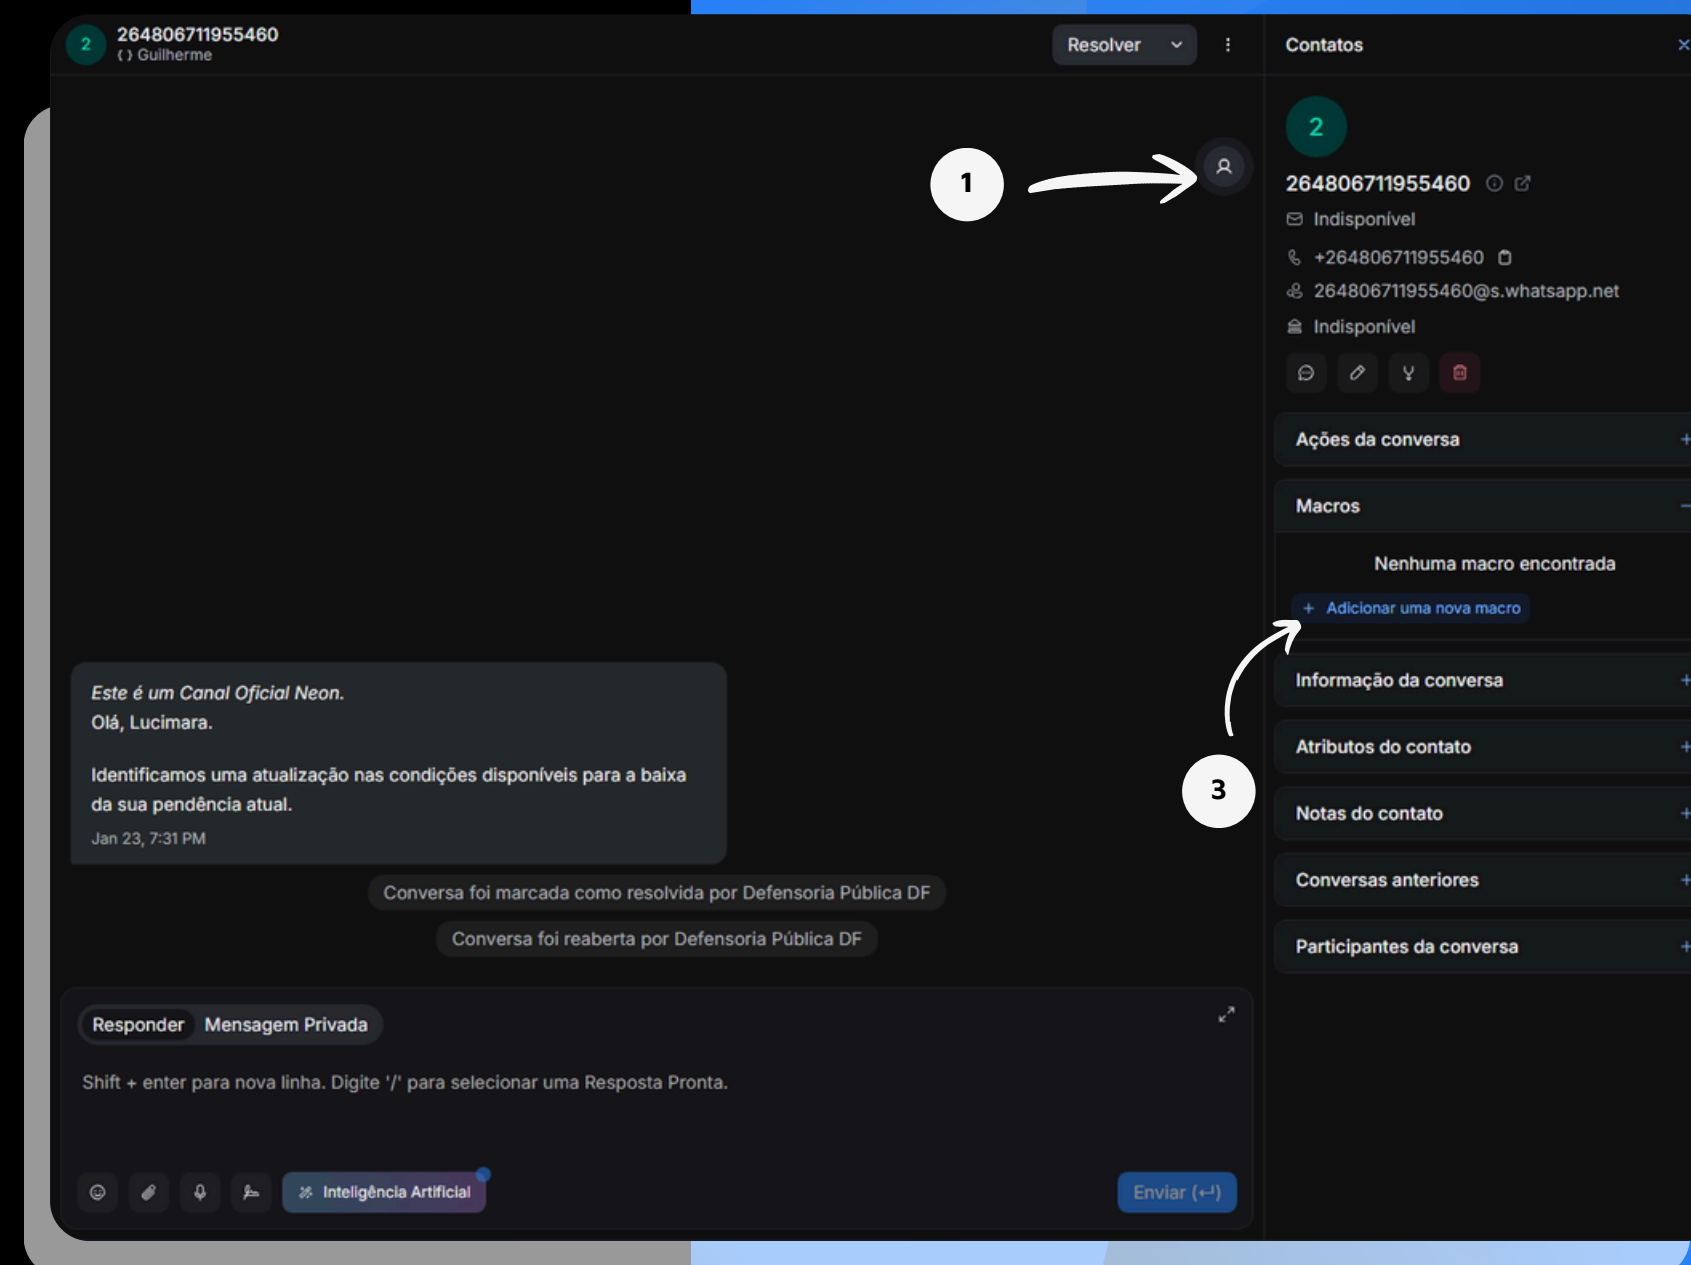 2
264806711955460
Guilherme
Resolver
Contatos
1
2
264806711955460
Indisponível
+264806711955460
264806711955460@s.whatsapp.net
Indisponível
Ações da conversa
Macros
Nenhuma macro encontrada
+ Adicionar uma nova macro
3
Informação da conversa
Atributos do contato
Notas do contato
Conversas anteriores
Participantes da conversa
Este é um Canal Oficial Neon.
Olá, Lucimara.
Identificamos uma atualização nas condições disponíveis para a baixa
da sua pendência atual.
Jan 23, 7:31 PM
Conversa foi marcada como resolvida por Defensoria Pública DF
Conversa foi reaberta por Defensoria Pública DF
Responder Mensagem Privada
Shift + enter para nova linha. Digite '/' para selecionar uma Resposta Pronta.
Inteligência Artificial
Enviar (↵)